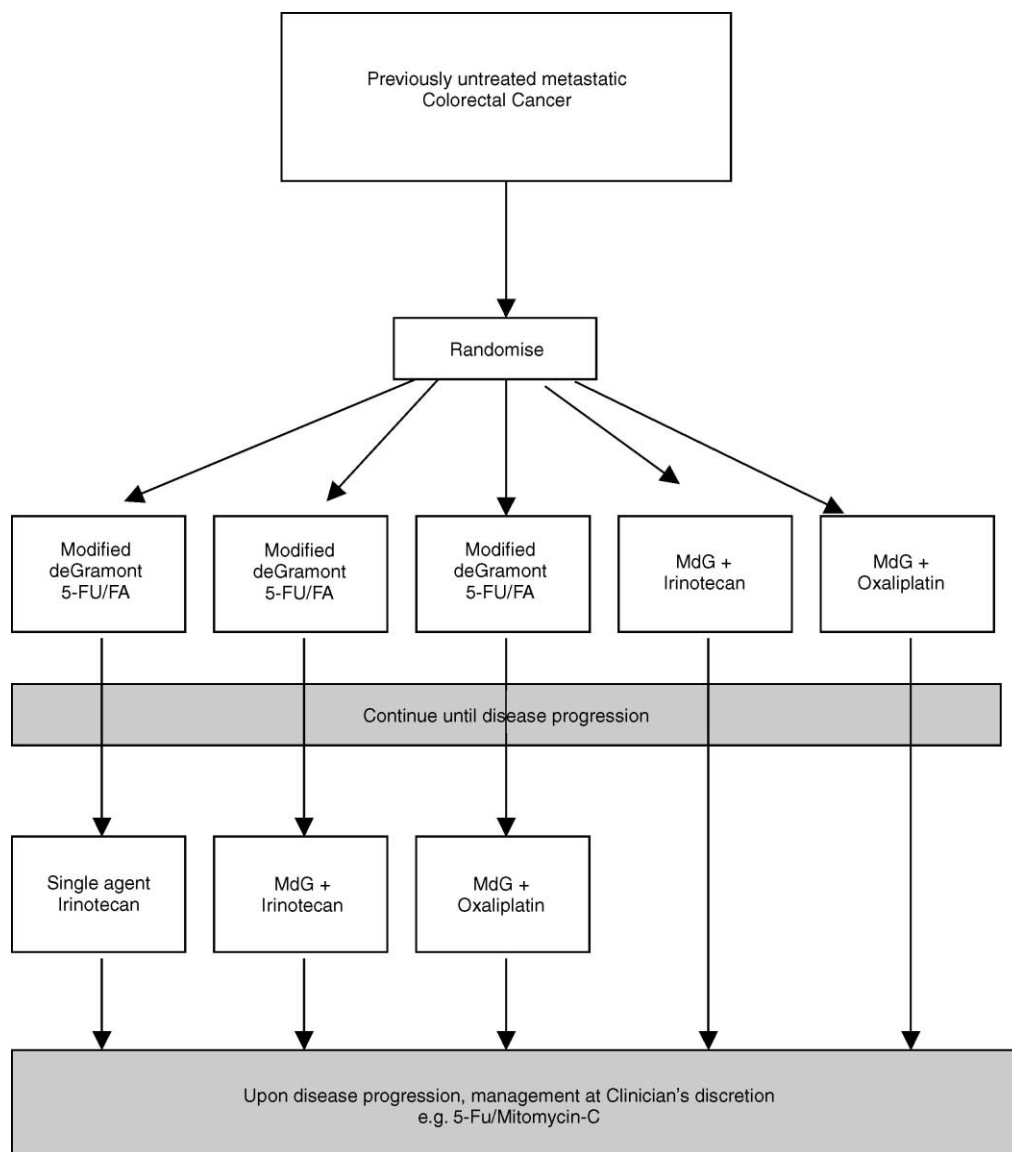 Previously untreated metastatic
Colorectal Cancer
Randomise
Modified
deGramont
5-FU/FA
Modified
deGramont
5-FU/FA
Modified
deGramont
5-FU/FA
MdG +
Irinotecan
MdG +
Oxaliplatin
Continue until disease progression
Single agent
Irinotecan
MdG +
Irinotecan
MdG +
Oxaliplatin
Upon disease progression, management at Clinician's discretion
e.g. 5-Fu/Mitomycin-C